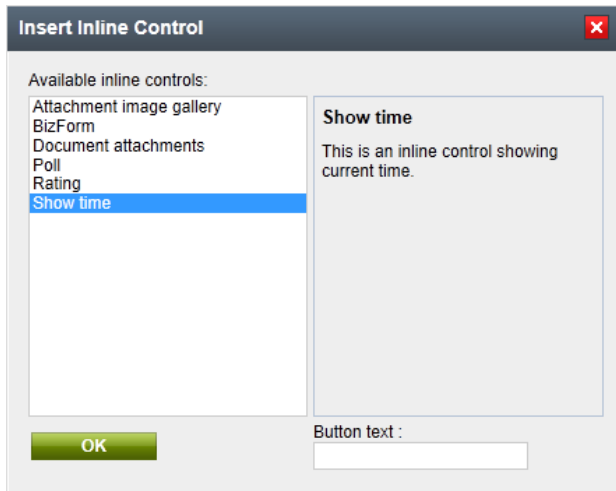 Insert Inline Control
Available inline controls:
Attachment image gallery
BizForm
Document attachments
Poll
Rating
Show time
Show time
This is an inline control showing
current time.
Button text :
OK